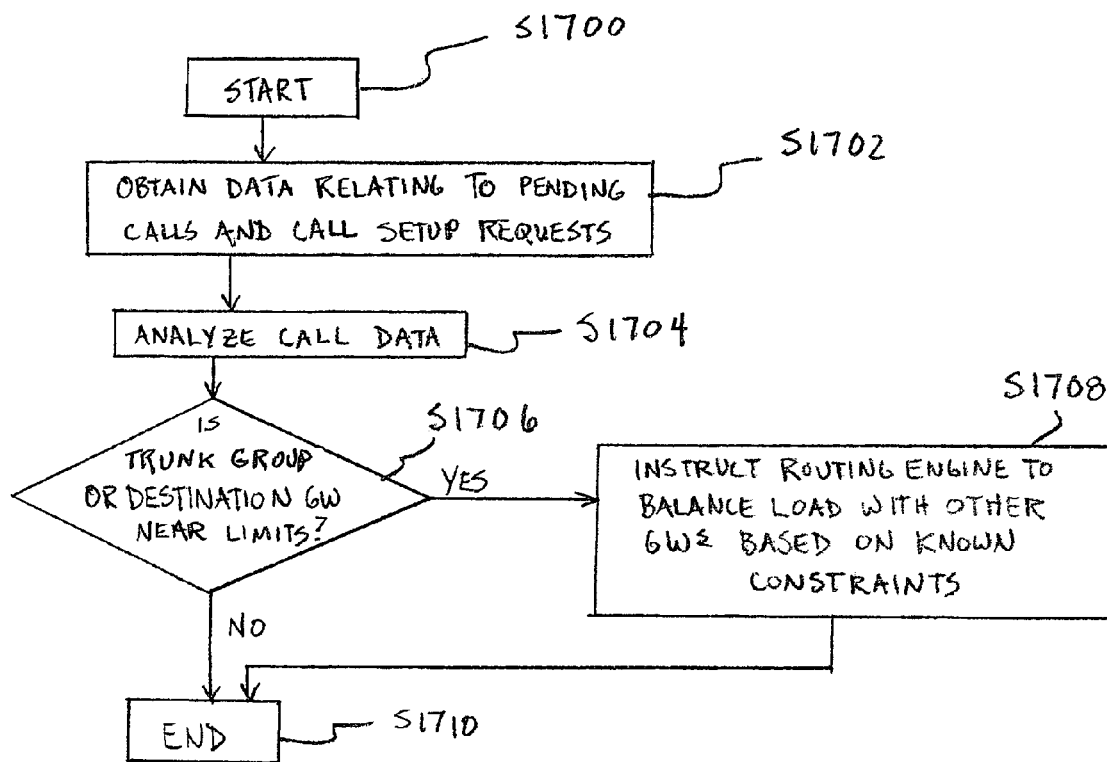 S1700
START
S1702
OBTAIN DATA RELATING TO PENDING
CALLS AND CALL SETUP REQUESTS
ANALYZE CALL DATA
S1704
S1706
IS
TRUNK GROUP
OR DESTINATION GW
NEAR LIMITS?
YES
S1708
INSTRUCT ROUTING ENGINE TO
BALANCE LOAD WITH OTHER
GWS BASED ON KNOWN
CONSTRAINTS
NO
END
S1710